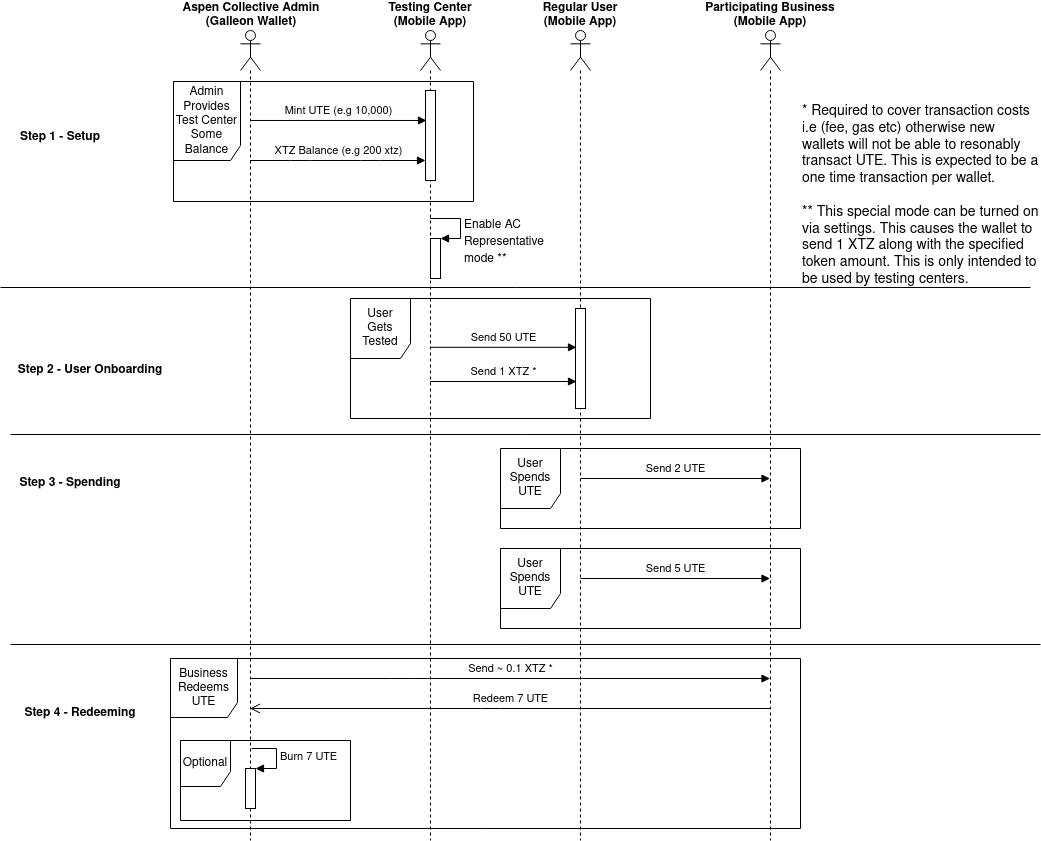 Aspen Collective Admin
(Galleon Wallet)
Testing Center
(Mobile App)
Regular User
(Mobile App)
Participating Business
(Mobile App)
Step 1 - Setup
Admin
Provides
Test Center
Some
Balance
Mint UTE (e.g 10,000)
XTZ Balance (e.g 200 xtz)
Enable AC
Representative
mode **
* Required to cover transaction costs
i.e (fee, gas etc) otherwise new
wallets will not be able to resonably
transact UTE. This is expected to be a
one time transaction per wallet.
** This special mode can be turned on
via settings. This causes the wallet to
send 1 XTZ along with the specified
token amount. This is only intended to
be used by testing centers.
Step 2 - User Onboarding
User
Gets
Tested
Send 50 UTE
Send 1 XTZ *
Step 3 - Spending
User
Spends
UTE
Send 2 UTE
User
Spends
UTE
Send 5 UTE
Step 4 - Redeeming
Business
Redeems
UTE
Send ~ 0.1 XTZ *
Redeem 7 UTE
Optional
Burn 7 UTE